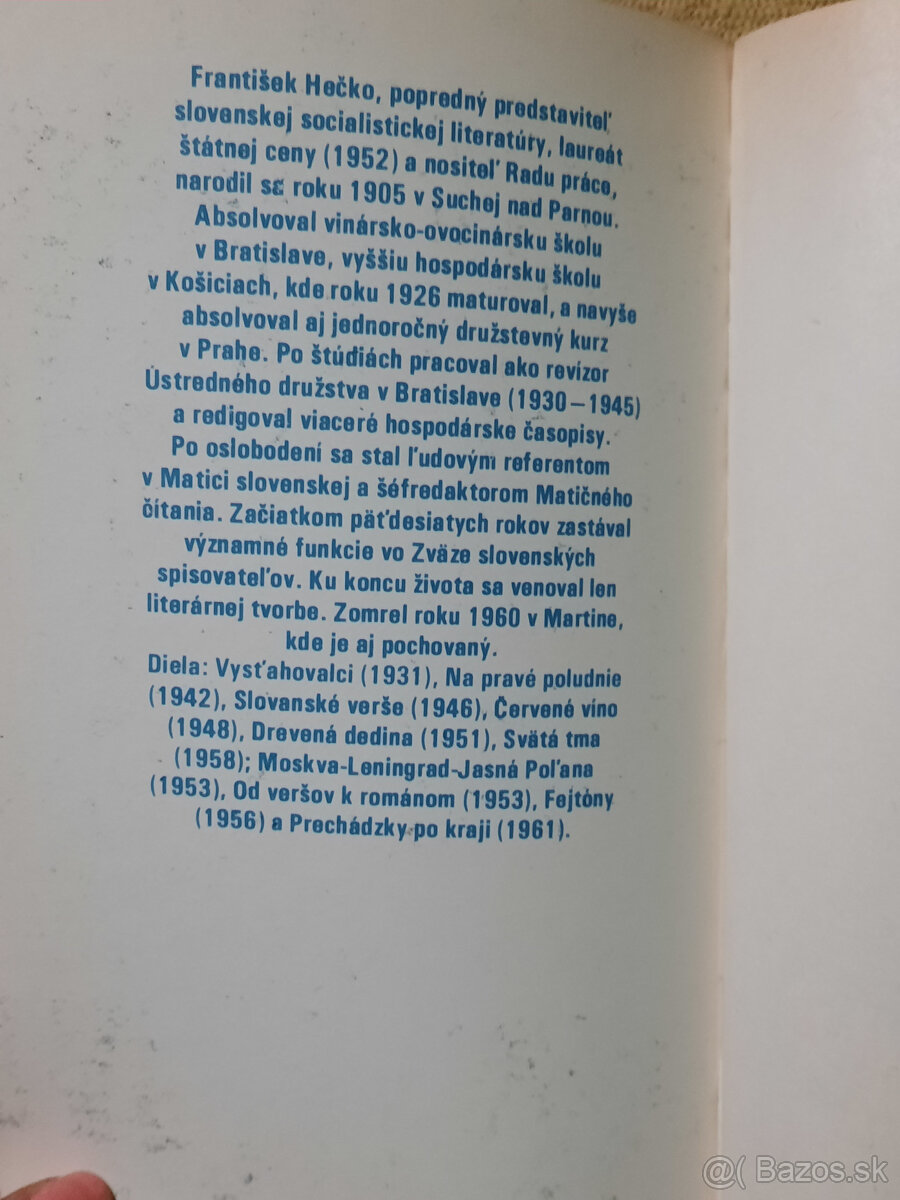 František Hečko, popredný predstaviteľ
slovenskej socialistickej literatúry, laureát
štátnej ceny (1952) a nositeľ Radu práce,
narodil sa roku 1905 v Suchej nad Parnou.
Absolvoval vinársko-ovocinársku školu
v Bratislave, vyššiu hospodársku školu
v Košiciach, kde roku 1926 maturoval, a navyše
absolvoval aj jednoročný družstevný kurz
v Prahe. Po štúdiách pracoval ako revízor
Ústredného družstva v Bratislave (1930–1945)
a redigoval viaceré hospodárske časopisy.
Po oslobodení sa stal ľudovým referentom
v Matici slovenskej a šéfredaktorom Matičného
čítania. Začiatkom päťdesiatych rokov zastával
významné funkcie vo Zväze slovenských
spisovateľov. Ku koncu života sa venoval len
literárnej tvorbe. Zomrel roku 1960 v Martine,
kde je aj pochovaný.
Diela: Vysťahovalci (1931), Na pravé poludnie
(1942), Slovanské verše (1946), Červené víno
(1948), Drevená dedina (1951), Svätá tma
(1958); Moskva-Leningrad-Jasná Poľana
(1953), Od veršov k románom (1953), Fejtóny
(1956) a Prechádzky po kraji (1961).
@( Bazos.sk